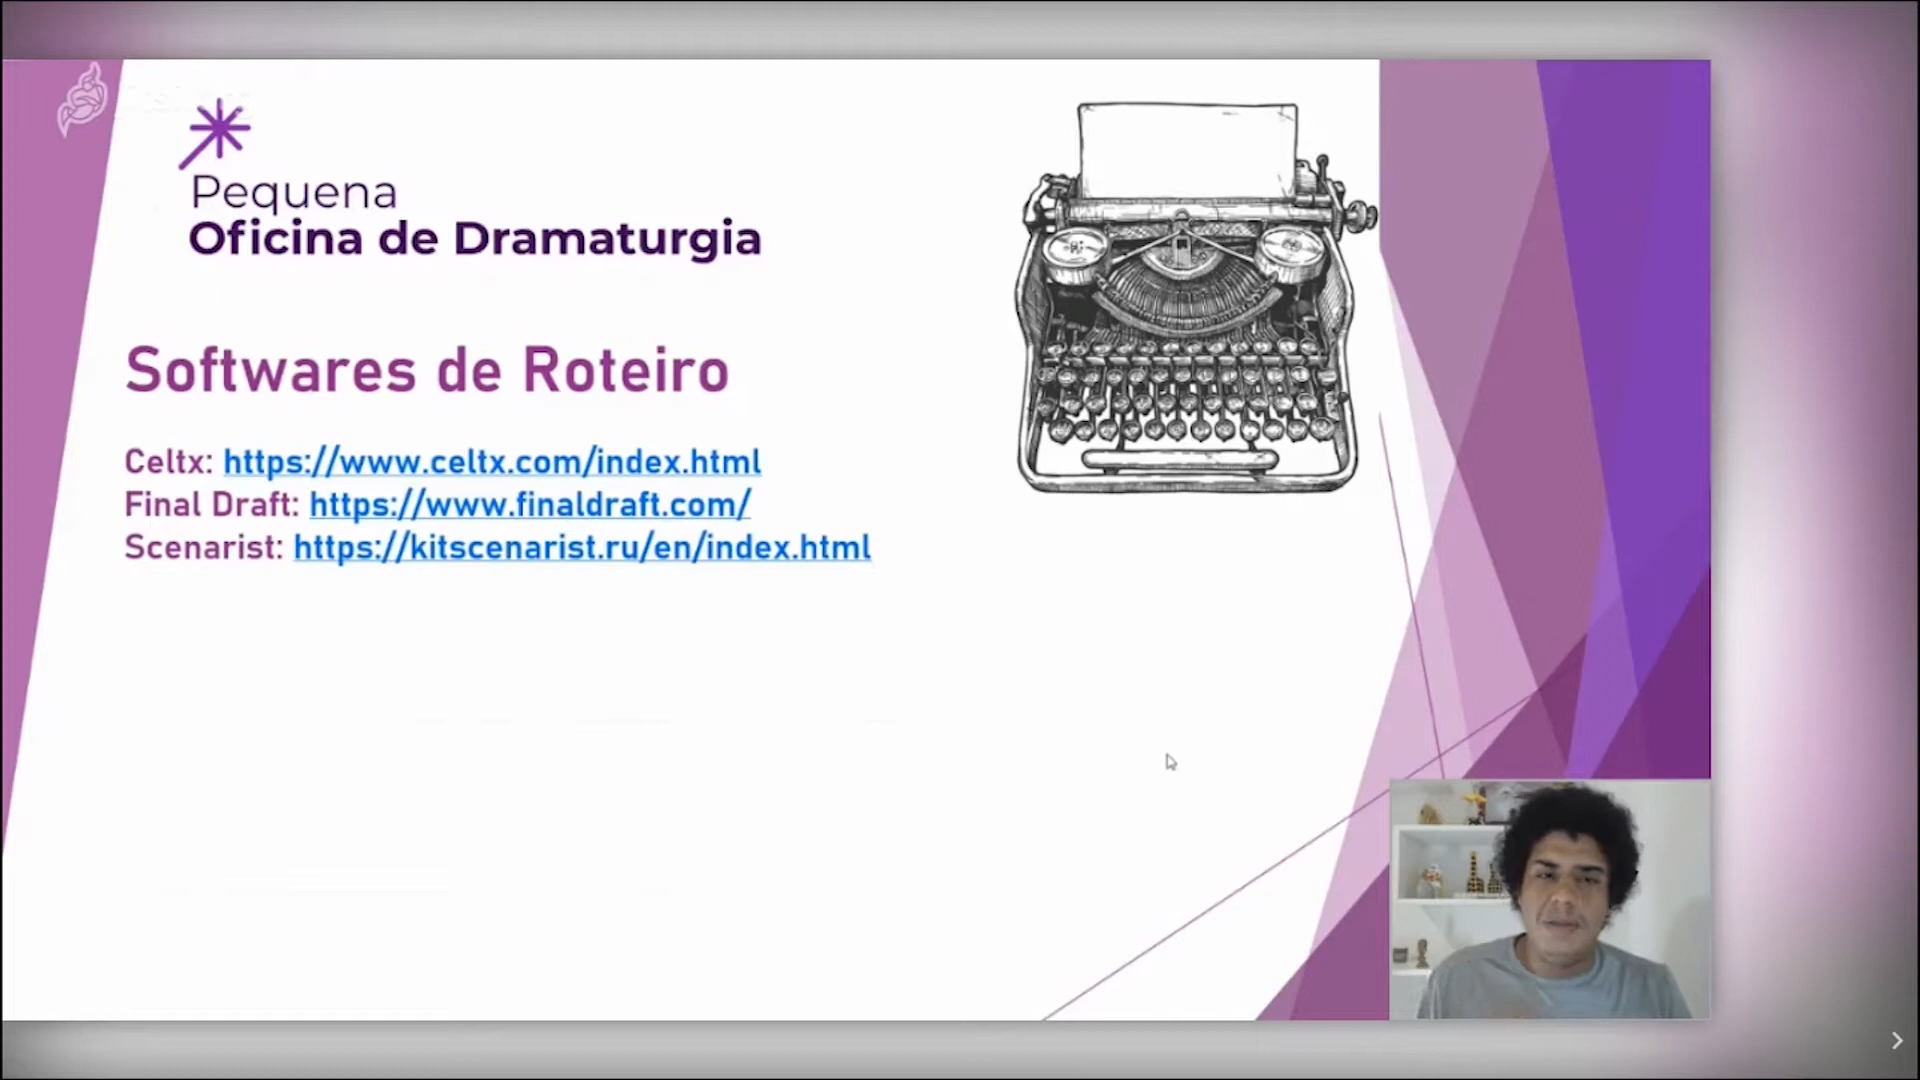 Pequena
Oficina de Dramaturgia
Softwares de Roteiro
Celtx: https://www.celtx.com/index.html
Final Draft: https://www.finaldraft.com/
Scenarist: https://kitscenarist.ru/en/index.html